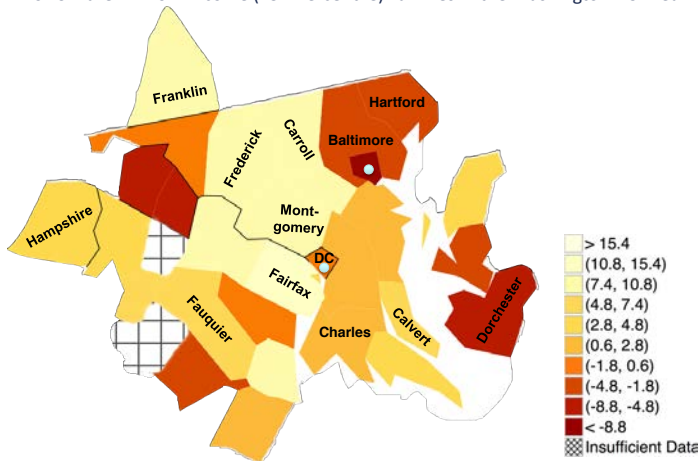 Franklin
Hartford
Baltimore
Carroll
Frederick
Mont-
gomery
Hampshire
DC
Fairfax
Fauquier
Charles
Calvert
Dorchester
> 15.4
(10.8, 15.4)
(7.4, 10.8)
(4.8, 7.4)
(2.8, 4.8)
(0.6, 2.8)
(-1.8, 0.6)
(-4.8, -1.8)
(-8.8, -4.8)
< -8.8
Insufficient Data